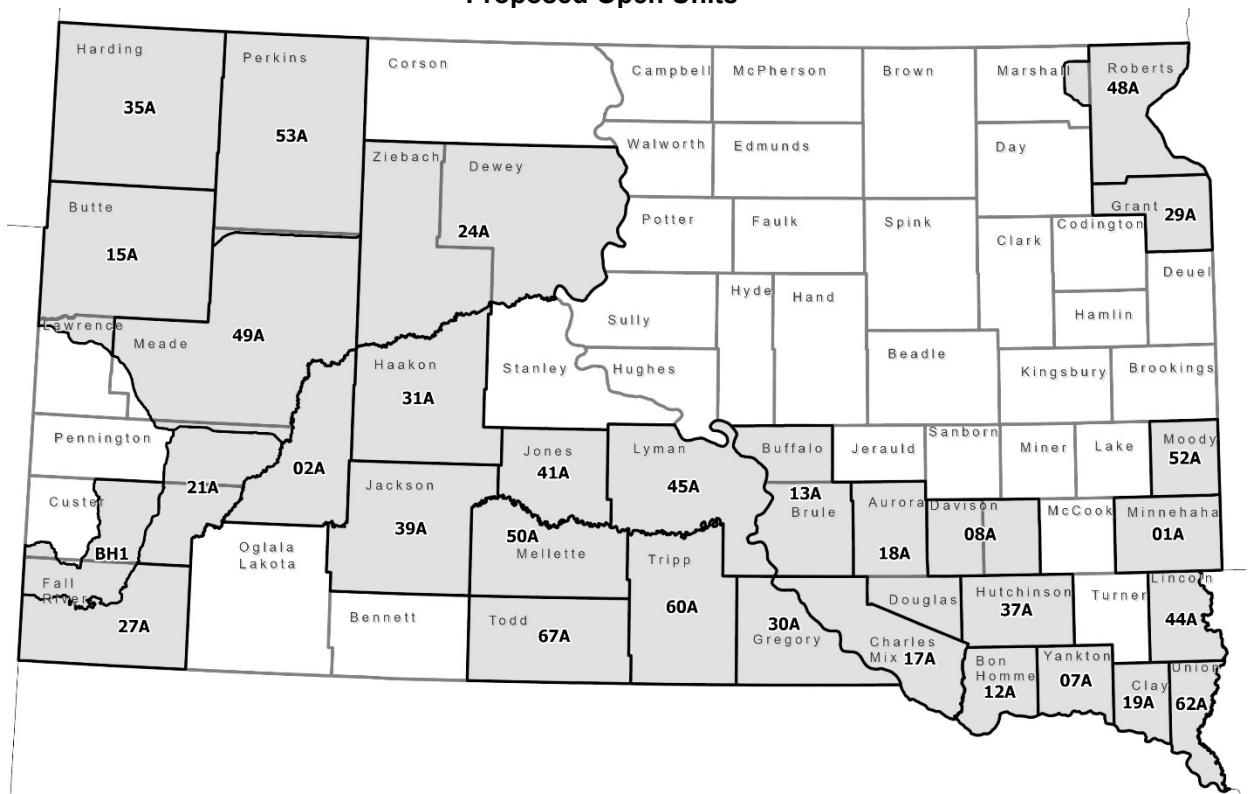 Proposed Open Units
Harding
35A
Perkins
53A
Corson
Campbell
McPherson
Brown
Marshall
Roberts
48A
Ziebach
Dewey
24A
Walworth
Edmunds
Day
Grant
29A
Butte
15A
Potter
Faulk
Spink
Clark
Codington
Deuel
Hamlin
Lawrence
Meade
49A
Haakon
31A
Stanley
Sully
Hughes
Hyde
Hand
Beadle
Kingsbury
Brookings
Pennington
02A
21A
Custer
BH1
Fall
River
27A
Jackson
39A
Jones
41A
Lyman
45A
Buffalo
13A
Brule
Jerauld
Sanborn
Miner
Lake
Moody
52A
Aurora
18A
Davison
08A
McCook
Minnehaha
01A
Oglala
Lakota
Bennett
50A
Mellette
Todd
67A
Tripp
60A
30A
Gregory
Charles
Mix 17A
Douglas
Hutchinson
37A
Turner
Lincoln
44A
Bon
Homme
12A
Yankton
07A
Clay
19A
Union
62A